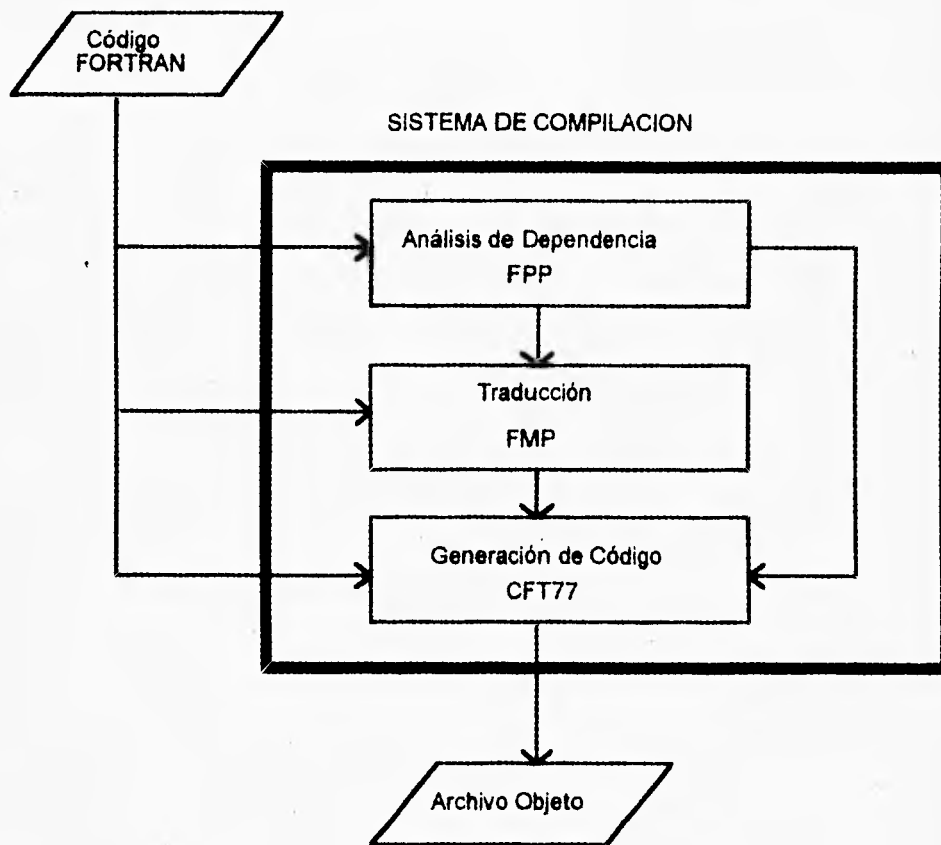 Código
FORTRAN
SISTEMA DE COMPILACION
Análisis de Dependencia
FPP
Traducción
FMP
Generación de Código
CFT77
Archivo Objeto